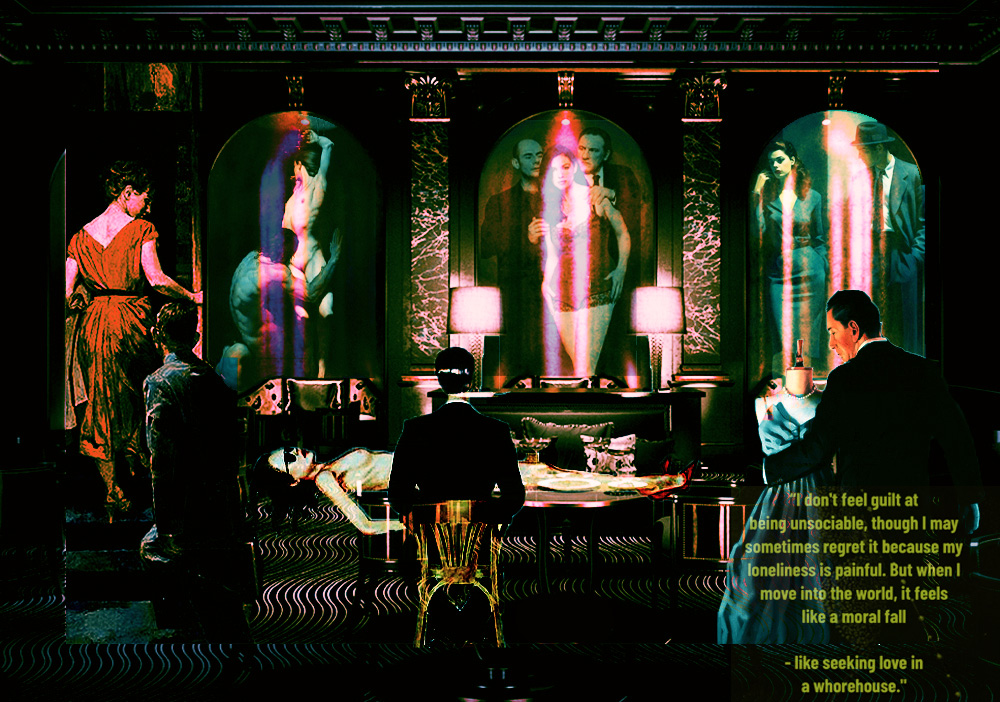 "I don't feel guilt at
being unsociable, though I may
sometimes regret it because my
loneliness is painful. But when I
move into the world, it feels
like a moral fall
- like seeking love in
a whorehouse."